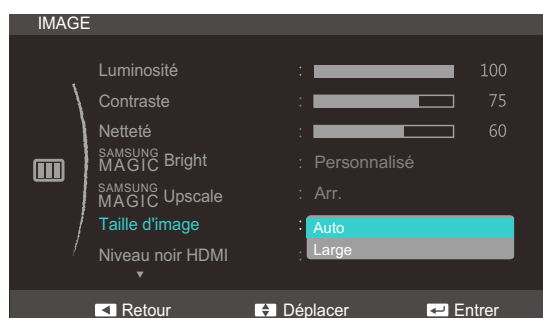 IMAGE
Luminosité : 100
Contraste : 75
Netteté : 60
SAMSUNG MAGIC Bright : Personnalisé
SAMSUNG MAGIC Upscale : Arr.
Taille d'image : Auto
Large
Niveau noir HDMI :
Retour Déplacer Entrer